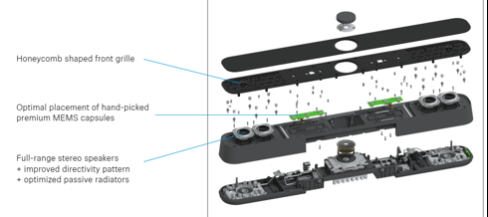 Honeycomb shaped front grille
Optimal placement of hand-picked
premium MEMS capsules
Full-range stereo speakers
+ improved directivity pattern
+ optimized passive radiators